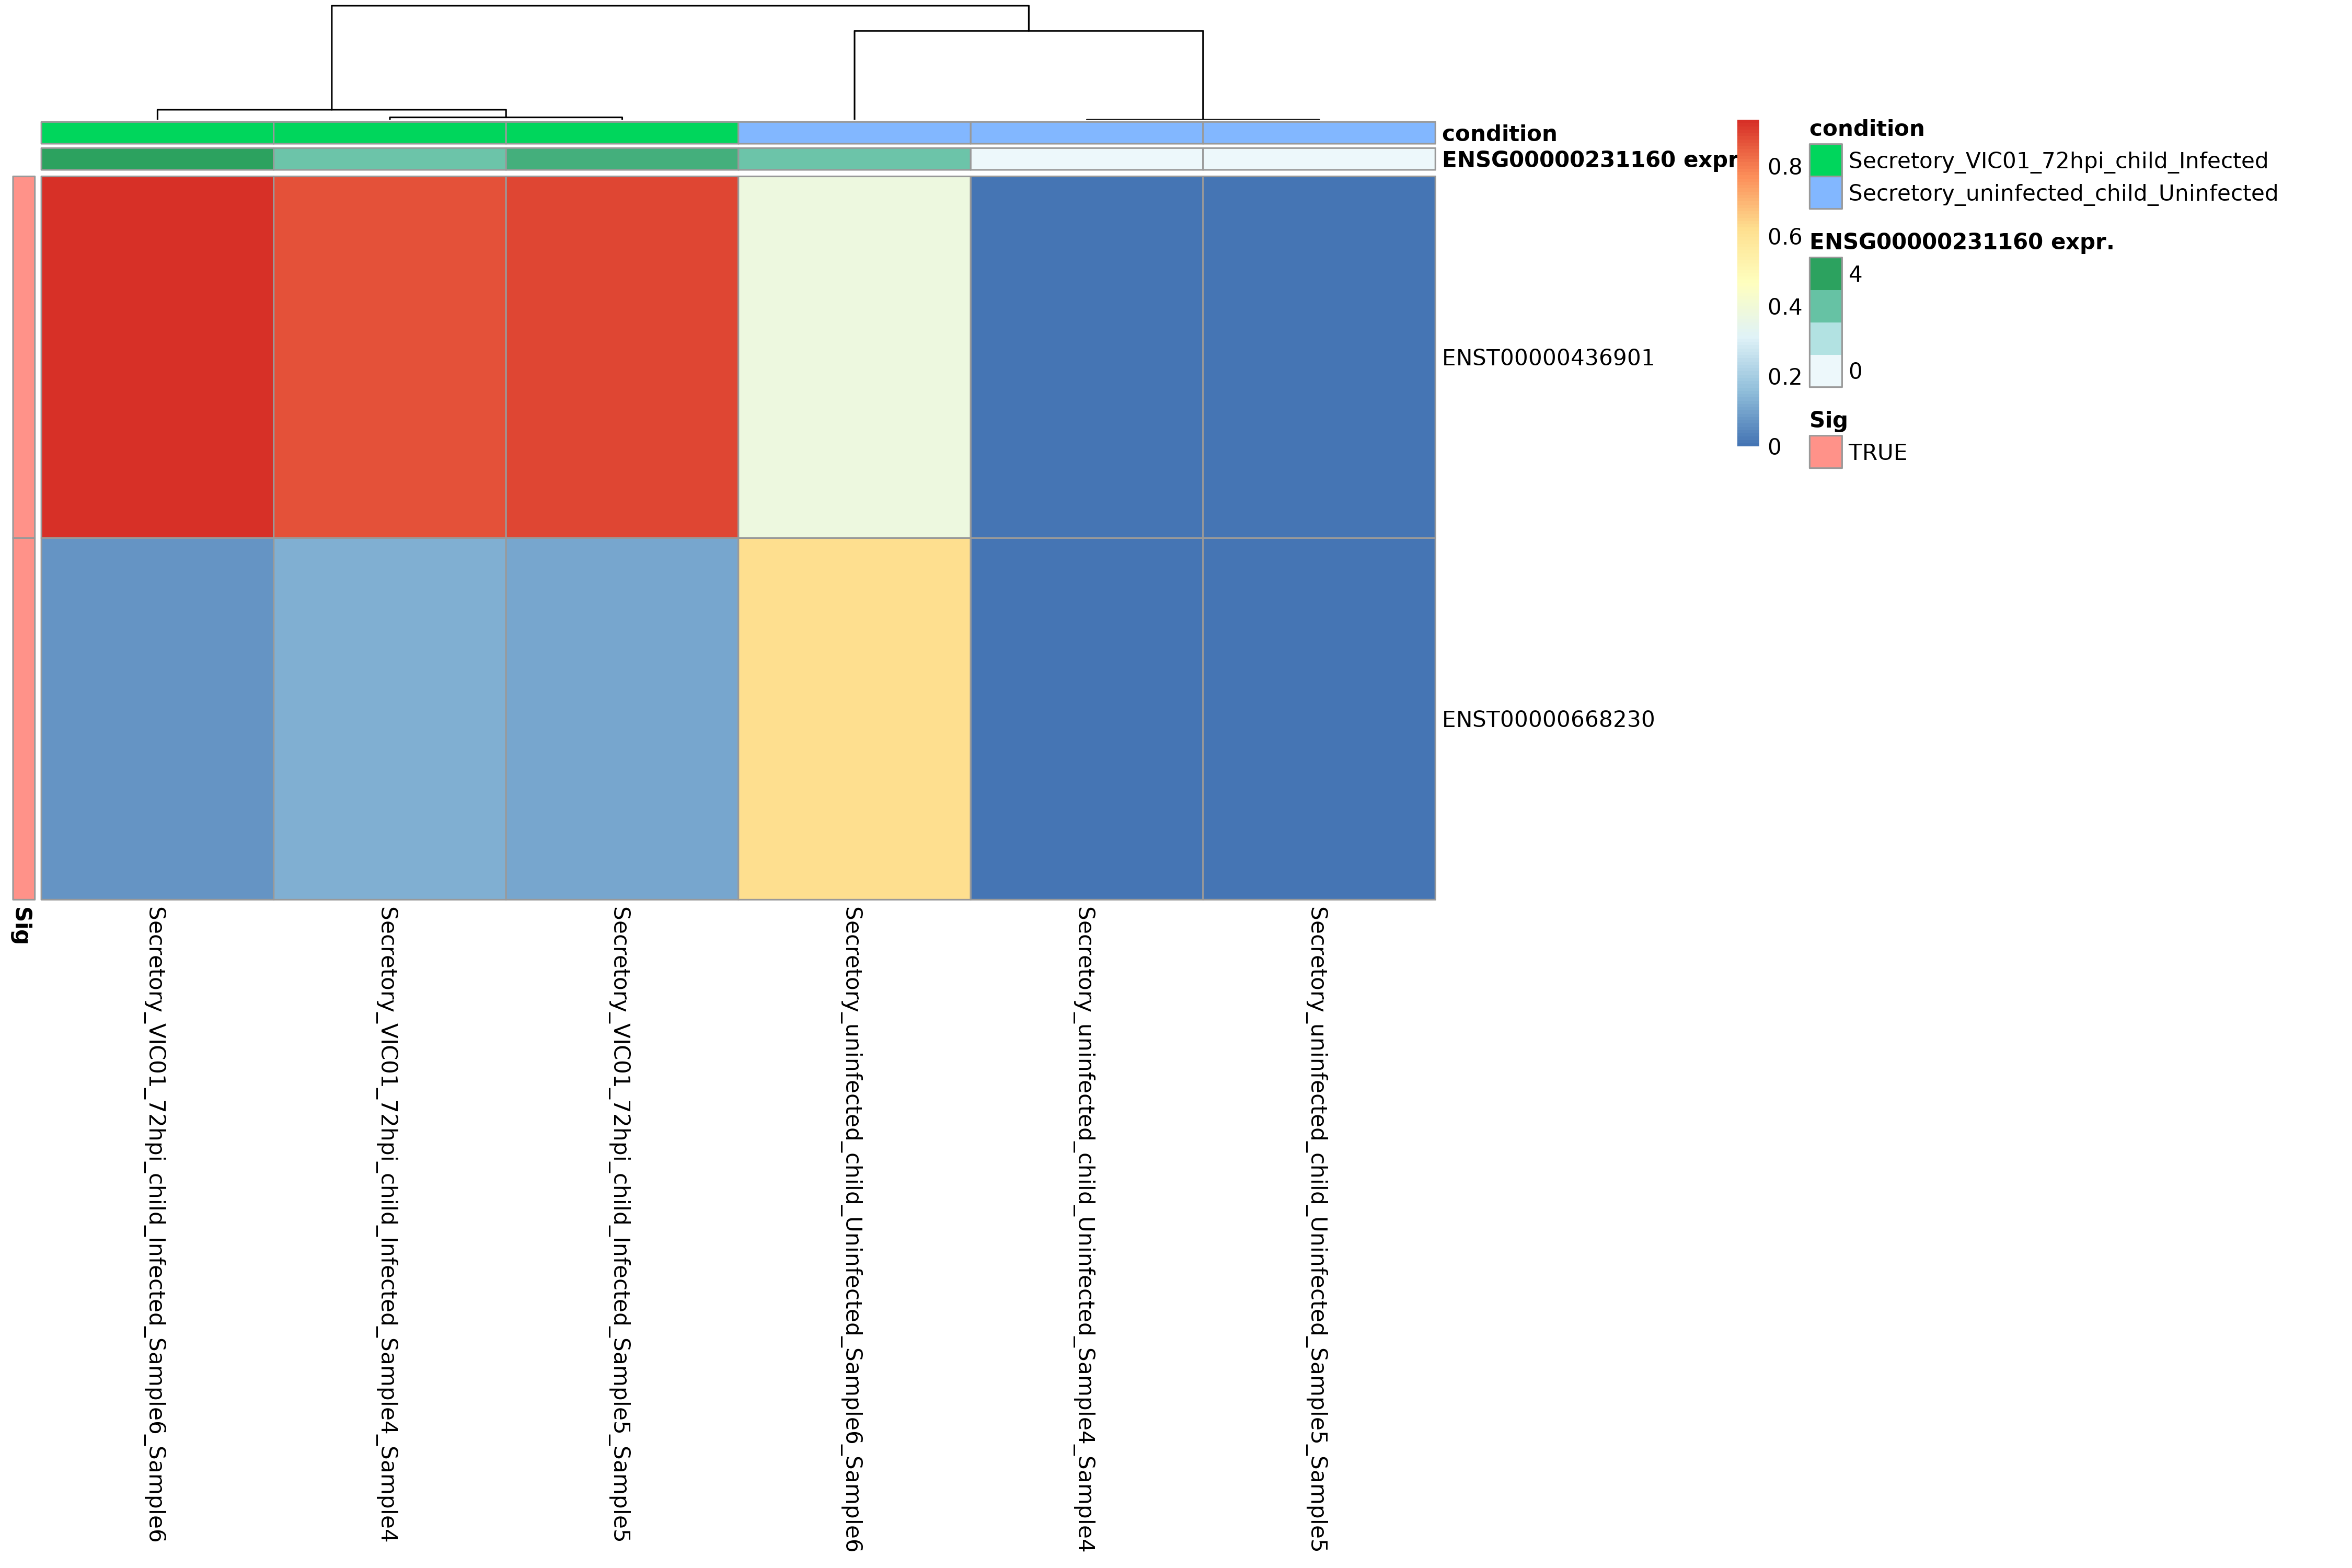 condition
ENSG00000231160 expr
ENST00000436901
ENST00000668230
Sig
Secretory_VIC01_72hpi_child_Infected_Sample6_Sample6
Secretory_VIC01_72hpi_child_Infected_Sample4_Sample4
Secretory_VIC01_72hpi_child_Infected_Sample5_Sample5
Secretory_uninfected_child_Uninfected_Sample6_Sample6
Secretory_uninfected_child_Uninfected_Sample4_Sample4
Secretory_uninfected_child_Uninfected_Sample5_Sample5
0.8
0.6
0.4
0.2
0
condition
Secretory_VIC01_72hpi_child_Infected
Secretory_uninfected_child_Uninfected
ENSG00000231160 expr.
4
0
Sig
TRUE